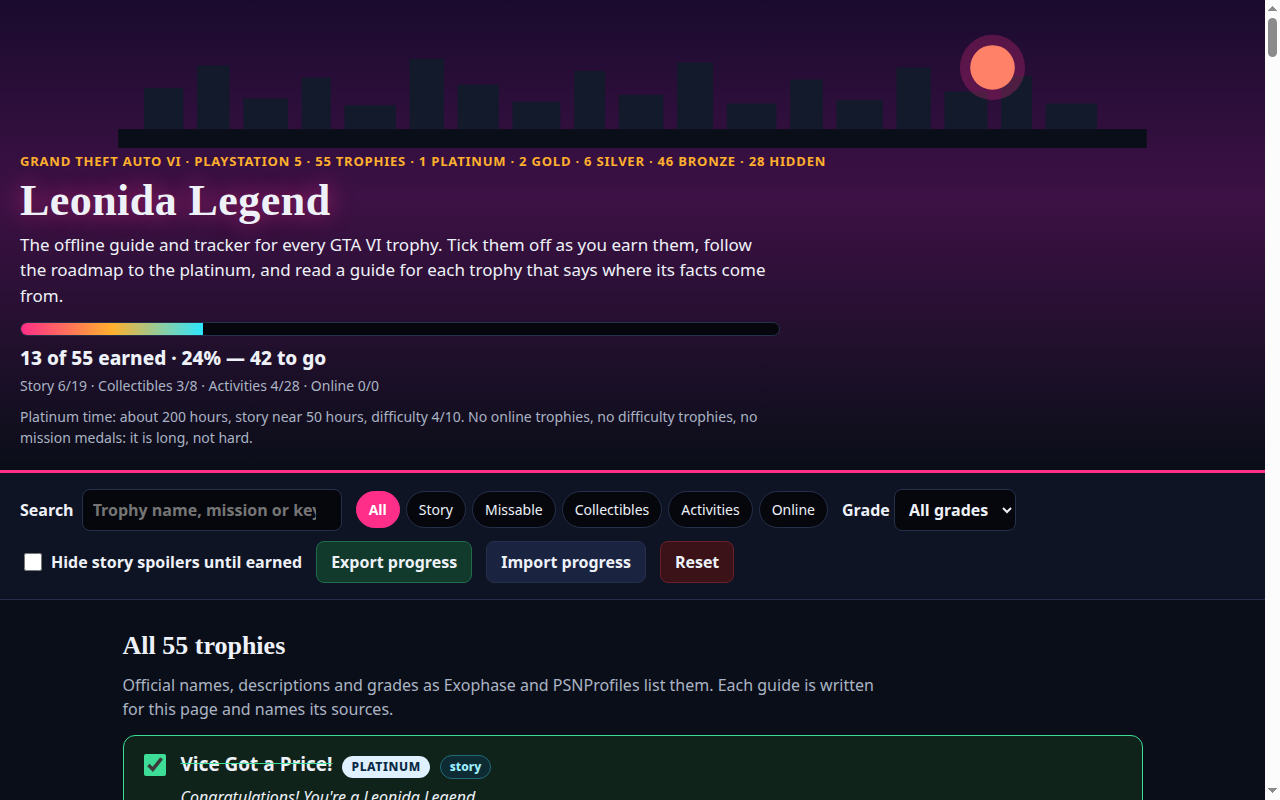 GRAND THEFT AUTO VI · PLAYSTATION 5 · 55 TROPHIES · 1 PLATINUM · 2 GOLD · 6 SILVER · 46 BRONZE · 28 HIDDEN
Leonida Legend
The offline guide and tracker for every GTA VI trophy. Tick them off as you earn them, follow
the roadmap to the platinum, and read a guide for each trophy that says where its facts come
from.
13 of 55 earned · 24% — 42 to go
Story 6/19 · Collectibles 3/8 · Activities 4/28 · Online 0/0
Platinum time: about 200 hours, story near 50 hours, difficulty 4/10. No online trophies, no difficulty trophies, no
mission medals: it is long, not hard.
Search Trophy name, mission or key All Story Missable Collectibles Activities Online Grade All grades
Hide story spoilers until earned Export progress Import progress Reset
All 55 trophies
Official names, descriptions and grades as Exophase and PSNProfiles list them. Each guide is written
for this page and names its sources.
Vice Got a Price! PLATINUM story
Congratulations! You're a Leonida Legend